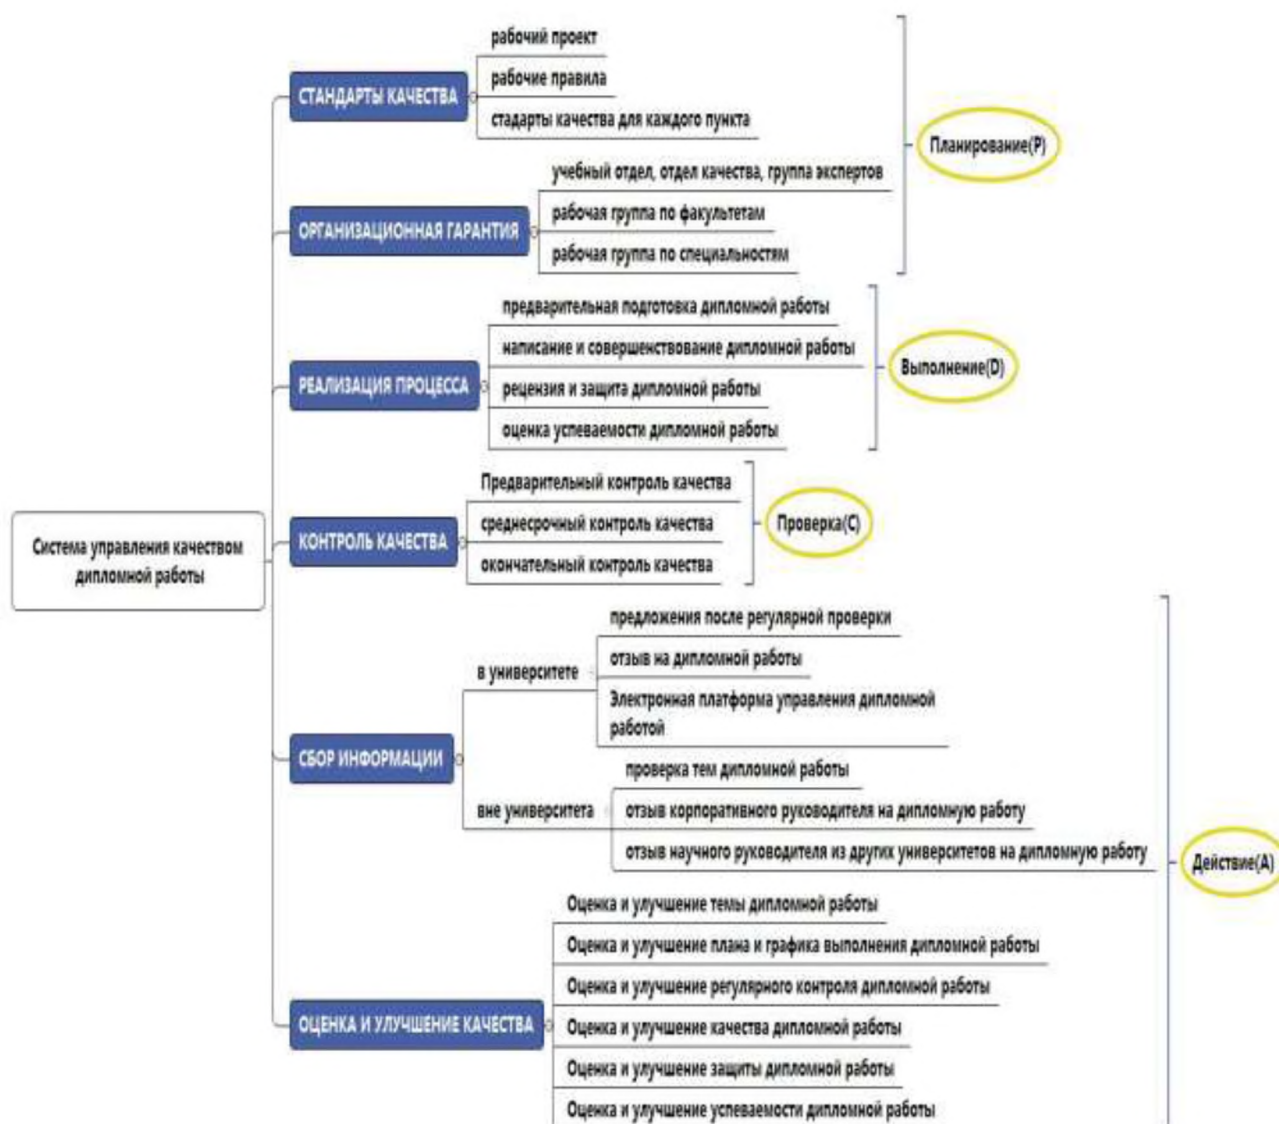 рабочий проект
рабочие правила
СТАНДАРТЫ КАЧЕСТВА
стадарты качества для каждого пункта
Планирование(P)
учебный отдел, отдел качества, группа экспертов
рабочая группа по факультетам
ОРГАНИЗАЦИОННАЯ ГАРАНТИЯ
рабочая группа по специальностям
предварительная подготовка дипломной работы
написание и совершенствование дипломной работы
Выполнение(D)
РЕАЛИЗАЦИЯ ПРОЦЕССА
рецензия и защита дипломной работы
оценка успеваемости дипломной работы
Предварительный контроль качества
среднесрочный контроль качества
Проверка(C)
КОНТРОЛЬ КАЧЕСТВА
окончательный контроль качества
Система управления качеством
дипломной работы
предложения после регулярной проверки
отзыв на дипломной работы
в университете
Электронная платформа управления дипломной
работой
СБОР ИНФОРМАЦИИ
проверка тем дипломной работы
вне университета
отзыв корпоративного руководителя на дипломную работу
отзыв научного руководителя из других университетов на дипломную работу
Действие(A)
Оценка и улучшение темы дипломной работы
Оценка и улучшение плана и графика выполнения дипломной работы
Оценка и улучшение регулярного контроля дипломной работы
ОЦЕНКА И УЛУЧШЕНИЕ КАЧЕСТВА
Оценка и улучшение качества дипломной работы
Оценка и улучшение защиты дипломной работы
Оценка и улучшение успеваемости дипломной работы